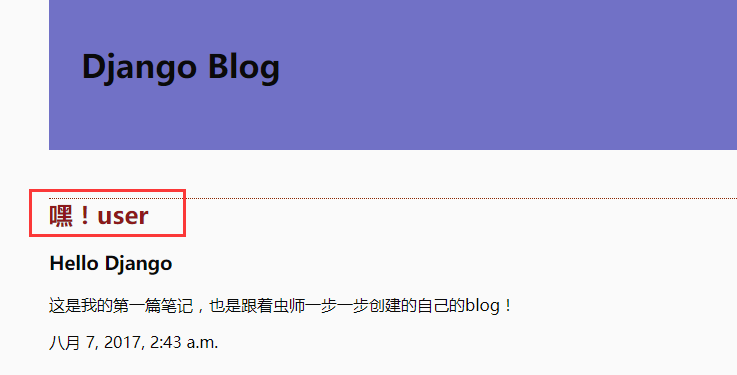 Django Blog
嘿！user
Hello Django
这是我的第一篇笔记，也是跟着虫师一步一步创建的自己的blog！
八月 7, 2017, 2:43 a.m.